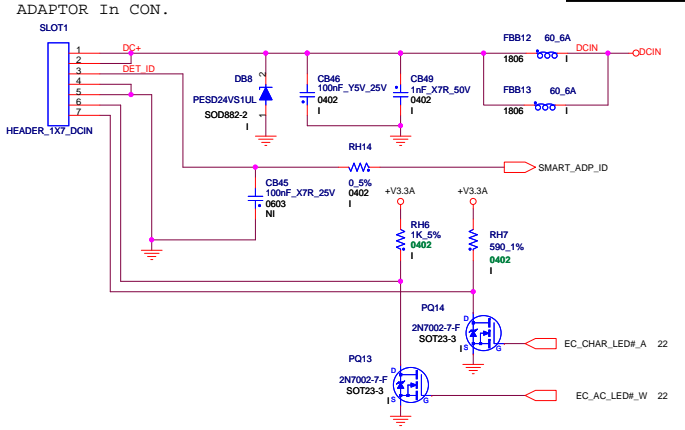 ADAPTOR In CON.
SLOT1
1
2
3
4
5
6
7
HEADER_1X7_DCIN
DC+
DET_ID
DB8
2
1
PESD24VS1UL
SOD882-2
I
CB46
100nF_Y5V_25V
0402
I
CB49
1nF_X7R_50V
0402
I
FBB12 60_6A
1806 I
DCIN
DCIN
FBB13 60_6A
1806 I
RH14
0_5%
0402
I
SMART_ADP_ID
CB45
100nF_X7R_25V
0603
NI
+V3.3A
RH6
1K_5%
0402
I
+V3.3A
RH7
590_1%
0402
I
PQ14
2N7002-7-F
SOT23-3
I
D
S
G
EC_CHAR_LED#_A 22
PQ13
2N7002-7-F
SOT23-3
I
D
S
G
EC_AC_LED#_W 22